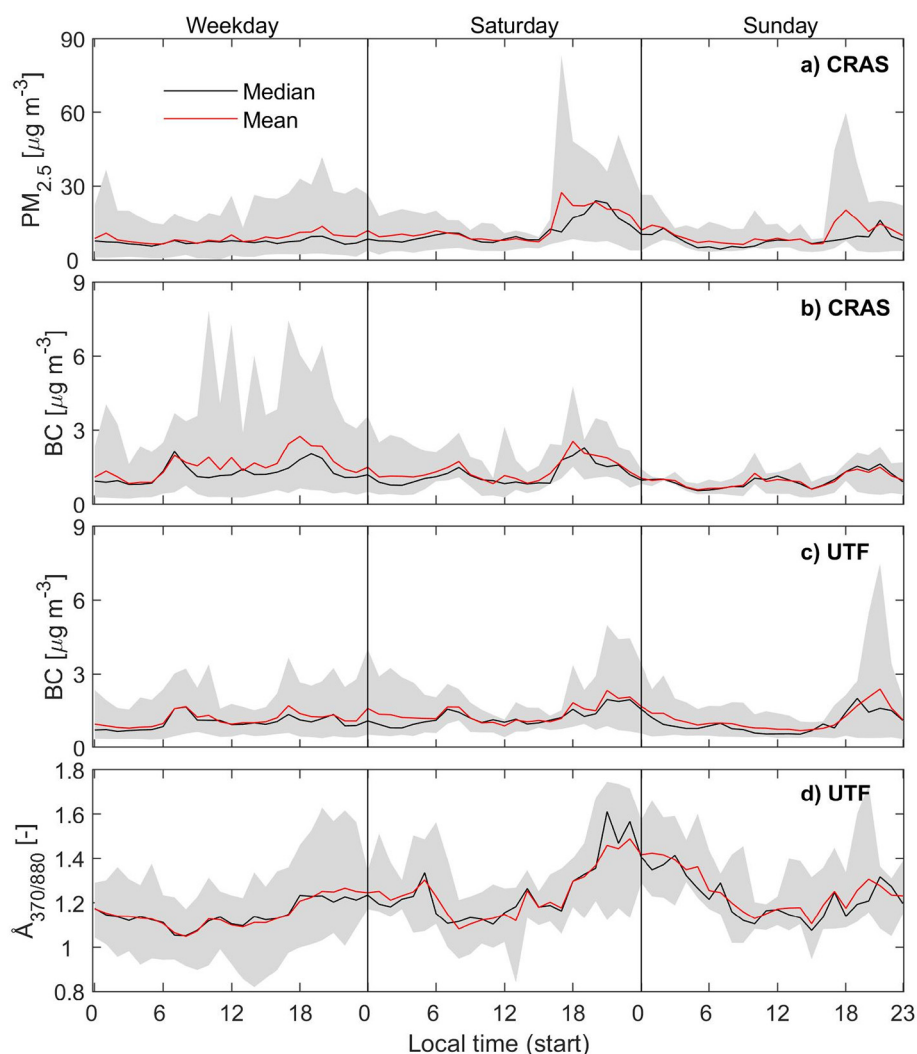 Weekday Saturday Sunday
90
60
30
0
PM2.5 [μg m-3]
Median
Mean
a) CRAS
9
6
3
0
BC [μg m-3]
b) CRAS
9
6
3
0
BC [μg m-3]
c) UTF
1.8
1.6
1.4
1.2
1
0.8
Å370/880 [-]
d) UTF
0 6 12 18 0 6 12 18 0 6 12 18 23
Local time (start)